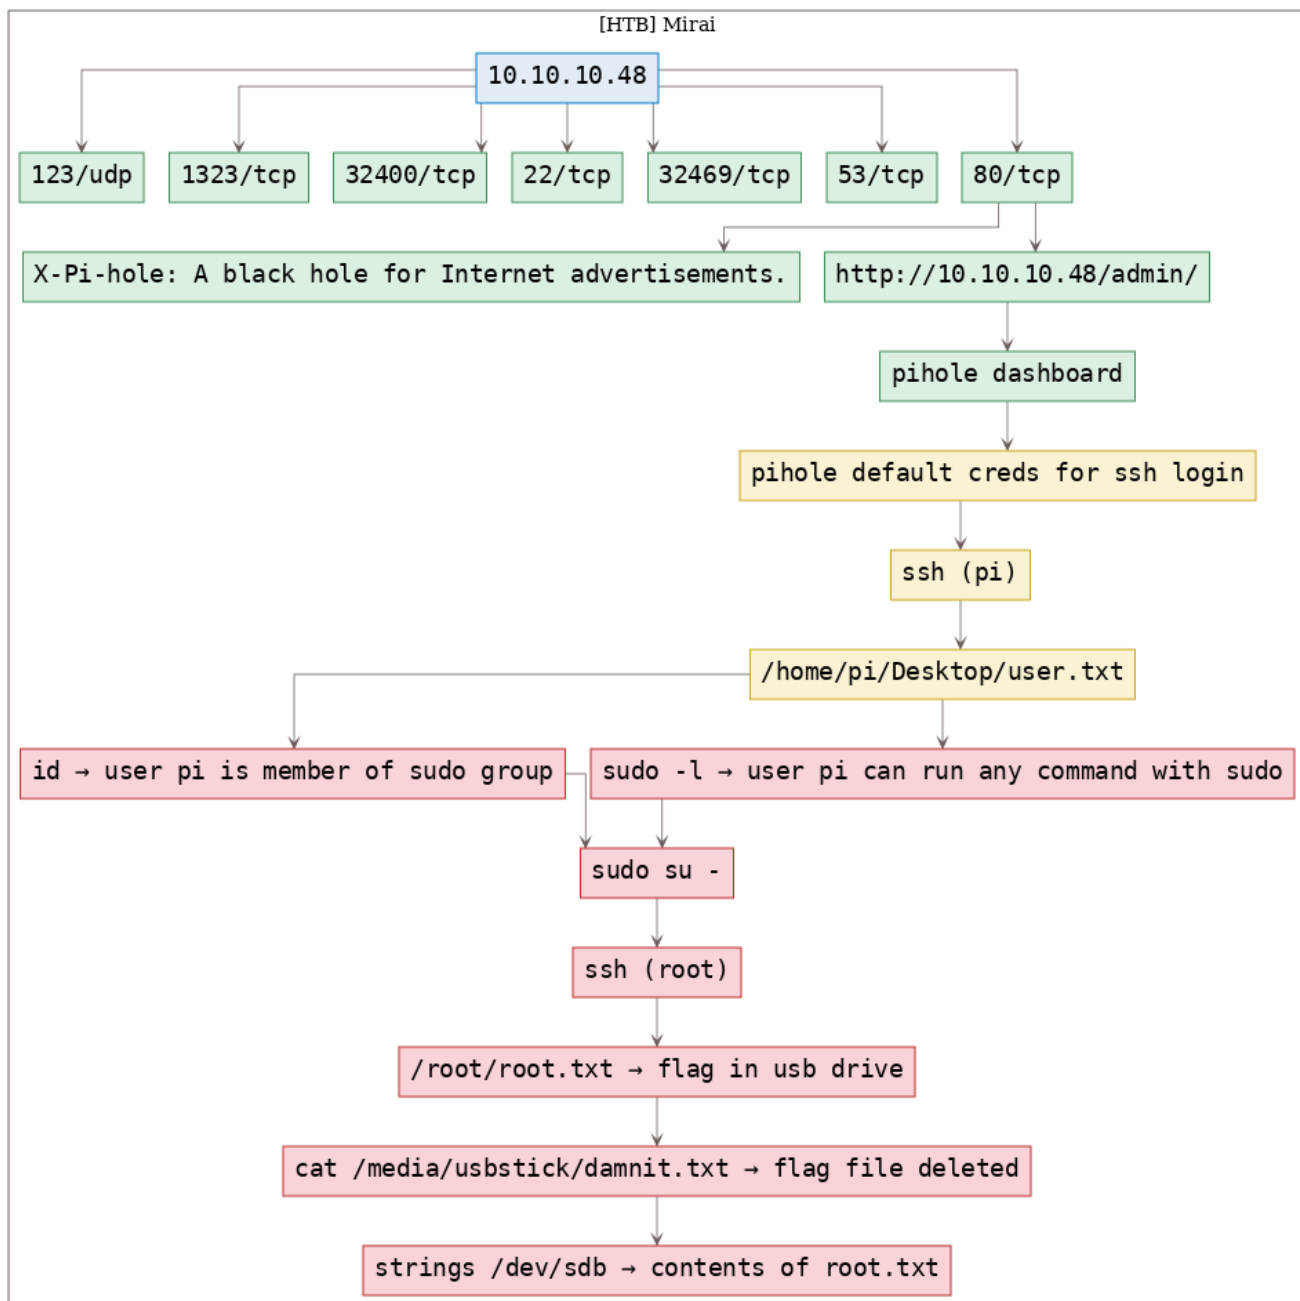 [HTB] Mirai
10.10.10.48
123/udp
1323/tcp
32400/tcp
22/tcp
32469/tcp
53/tcp
80/tcp
X-Pi-hole: A black hole for Internet advertisements.
http://10.10.10.48/admin/
pihole dashboard
pihole default creds for ssh login
ssh (pi)
/home/pi/Desktop/user.txt
id → user pi is member of sudo group
sudo -l → user pi can run any command with sudo
sudo su -
ssh (root)
/root/root.txt → flag in usb drive
cat /media/usbstick/damnit.txt → flag file deleted
strings /dev/sdb → contents of root.txt